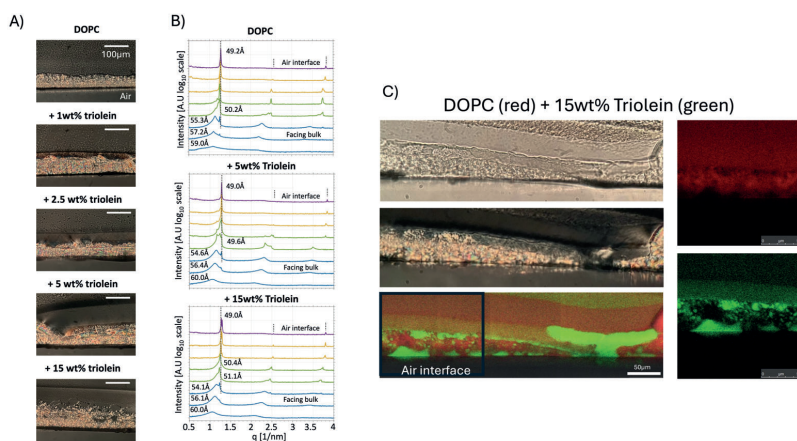 A)
DOPC
100µm
Air
+ 1wt% triolein
+ 2.5 wt% triolein
+ 5 wt% triolein
+ 15 wt% triolein
B)
DOPC
Intensity [A.U log10 scale]
49.2Å
Air interface
50.2Å
55.3Å
57.2Å
Facing bulk
59.0Å
+ 5wt% Triolein
Intensity [A.U log10 scale]
49.0Å
Air interface
49.6Å
54.6Å
56.4Å
Facing bulk
60.0Å
+ 15wt% Triolein
Intensity [A.U log10 scale]
49.0Å
Air interface
50.4Å
51.1Å
54.1Å
56.1Å
Facing bulk
60.0Å
0.5 1 1.5 2 2.5 3 3.5 4
q [1/nm]
C)
DOPC (red) + 15wt% Triolein (green)
Air interface
50µm